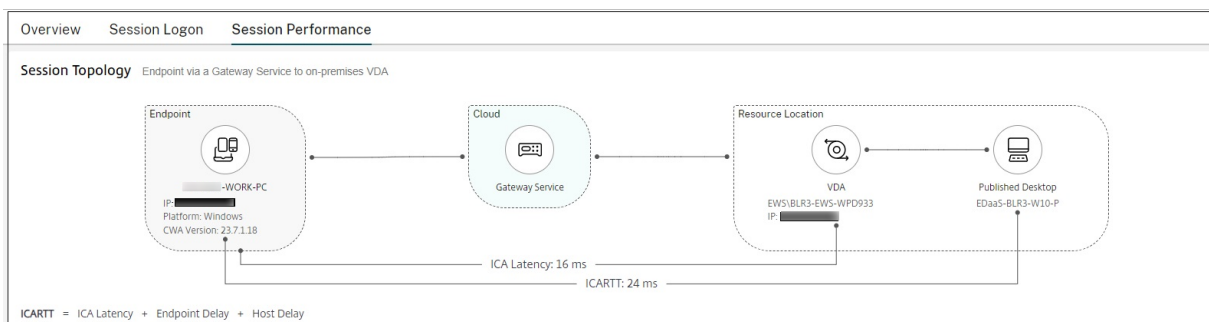 Overview Session Logon Session Performance
Session Topology Endpoint via a Gateway Service to on-premises VDA
Endpoint
Cloud
Resource Location
-WORK-PC
IP:
Platform: Windows
CWA Version: 23.7.1.18
Gateway Service
VDA
EWS\BLR3-EWS-WPD933
IP:
Published Desktop
EDaaS-BLR3-W10-P
ICA Latency: 16 ms
ICARTT: 24 ms
ICARTT = ICA Latency + Endpoint Delay + Host Delay